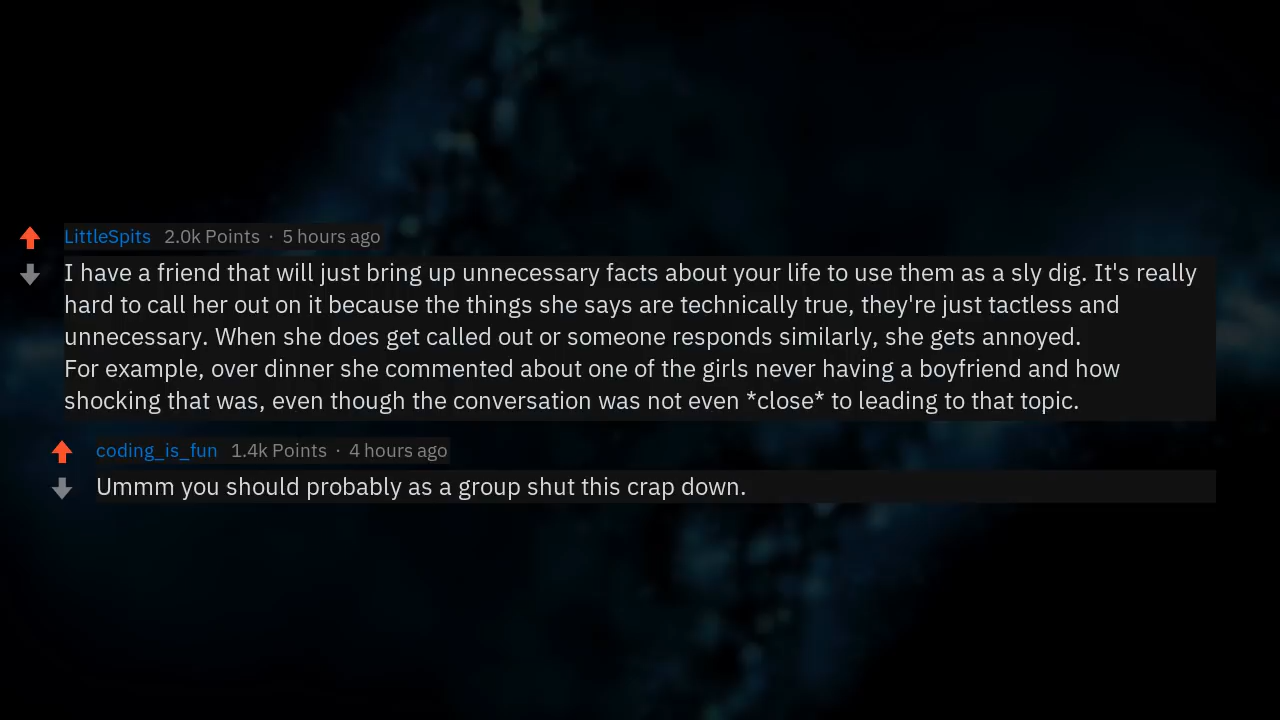 LittleSpits 2.0k Points · 5 hours ago
I have a friend that will just bring up unnecessary facts about your life to use them as a sly dig. It's really
hard to call her out on it because the things she says are technically true, they're just tactless and
unnecessary. When she does get called out or someone responds similarly, she gets annoyed.
For example, over dinner she commented about one of the girls never having a boyfriend and how
shocking that was, even though the conversation was not even *close* to leading to that topic.
coding_is_fun 1.4k Points · 4 hours ago
Ummm you should probably as a group shut this crap down.